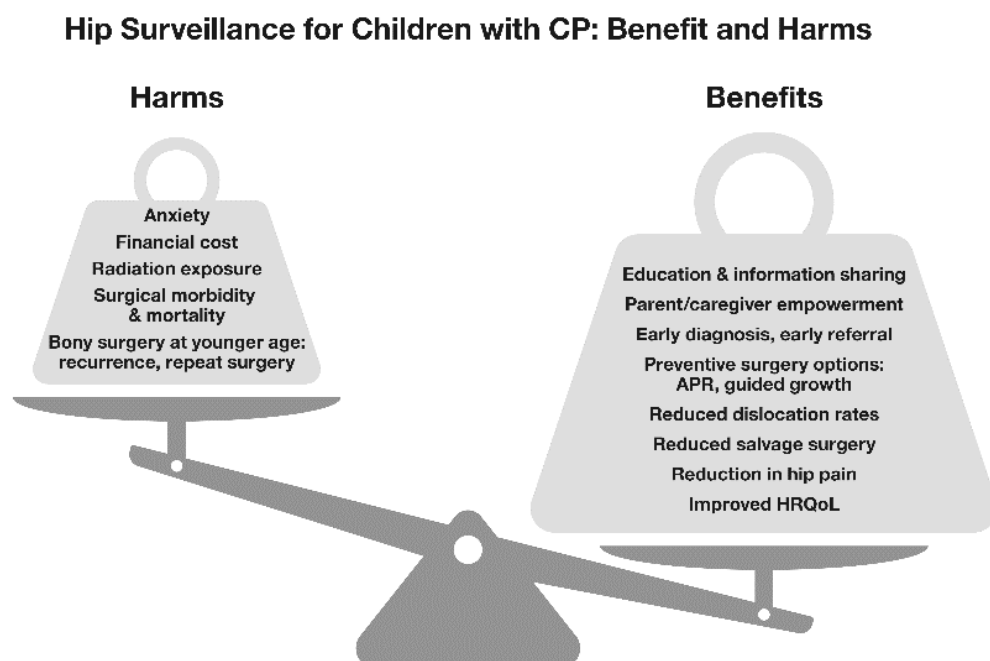 Hip Surveillance for Children with CP: Benefit and Harms
Harms
Anxiety
Financial cost
Radiation exposure
Surgical morbidity
& mortality
Bony surgery at younger age:
recurrence, repeat surgery
Benefits
Education & information sharing
Parent/caregiver empowerment
Early diagnosis, early referral
Preventive surgery options:
APR, guided growth
Reduced dislocation rates
Reduced salvage surgery
Reduction in hip pain
Improved HRQoL